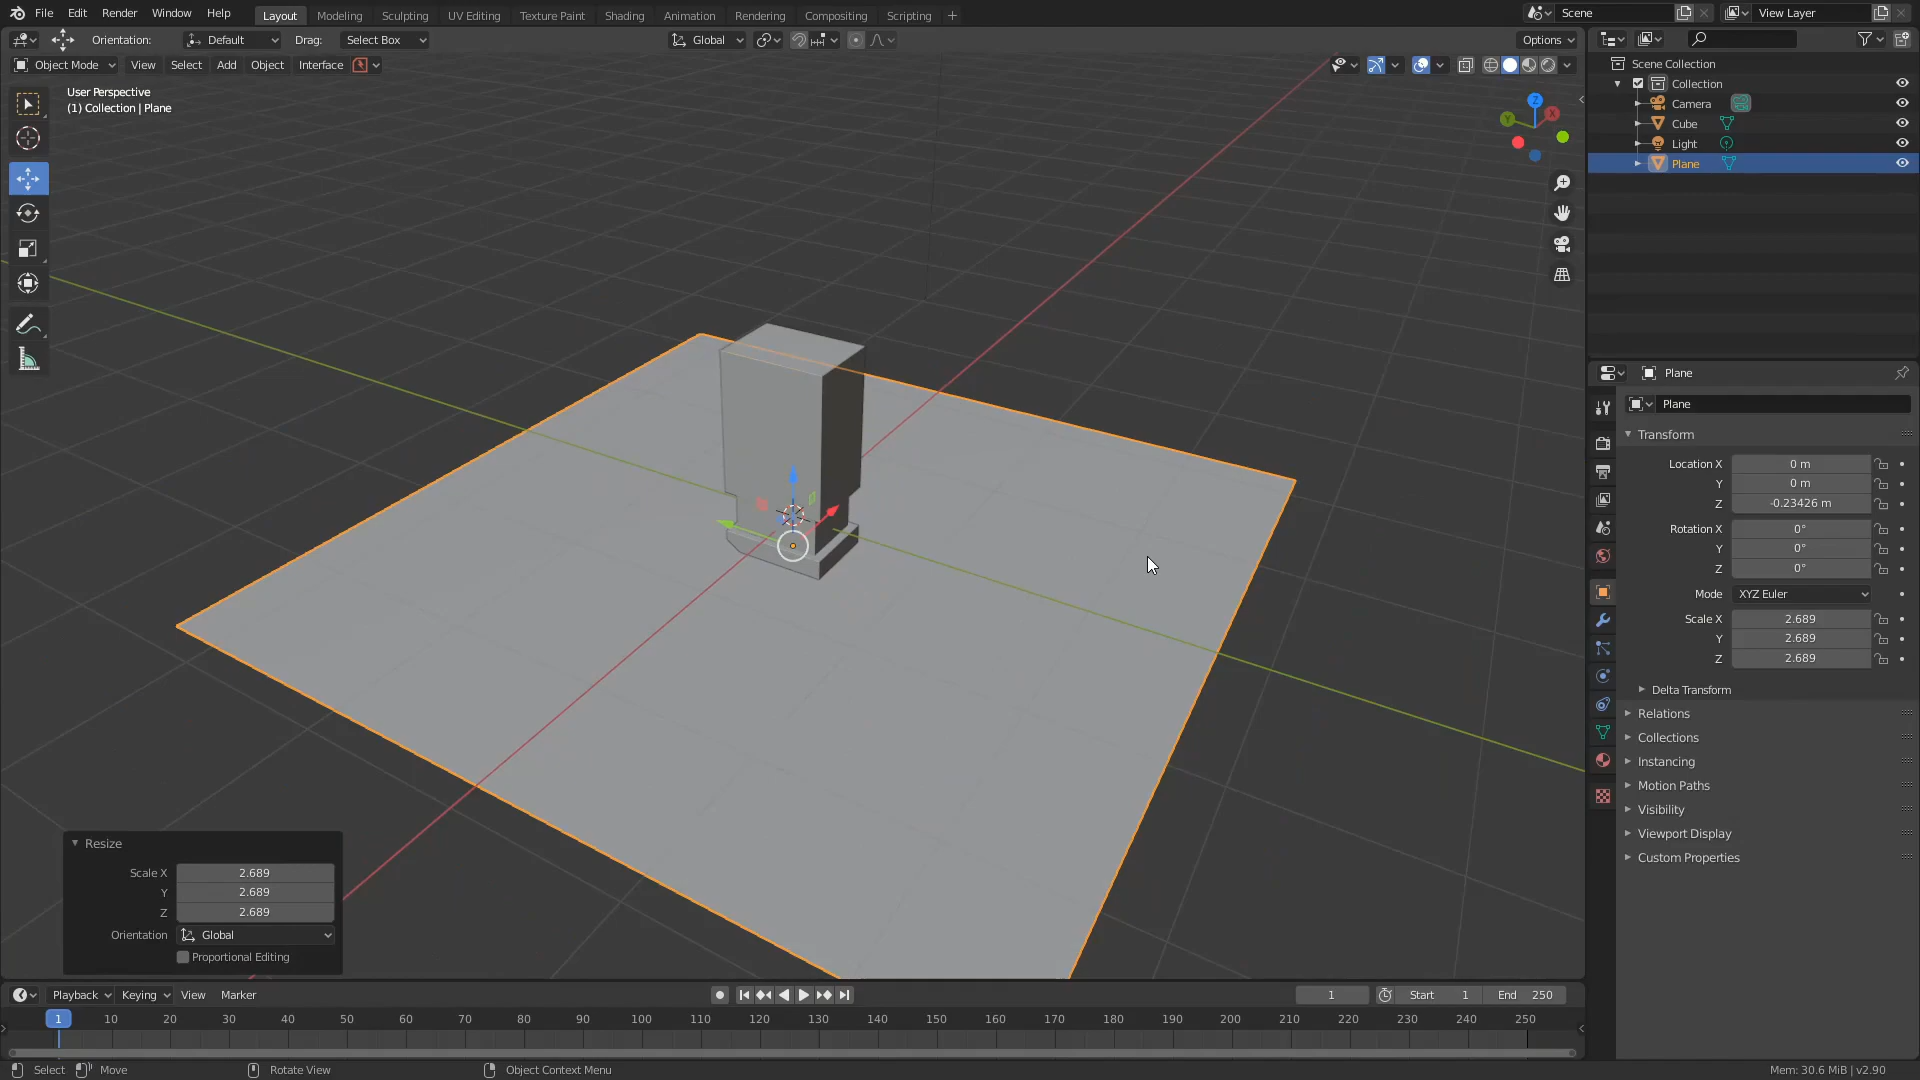 File Edit Render Window Help Layout Modeling Sculpting UV Editing Texture Paint Shading Animation Rendering Compositing Scripting + Scene View Layer
Orientation: Default Drag: Select Box Global Options
Object Mode View Select Add Object Interface
User Perspective
(1) Collection | Plane
Z
Y
X
Scene Collection
Collection
Camera
Cube
Light
Plane
Plane
Plane
Transform
Location X 0 m
Y 0 m
Z -0.23426 m
Rotation X 0°
Y 0°
Z 0°
Mode XYZ Euler
Scale X 2.689
Y 2.689
Z 2.689
Delta Transform
Relations
Collections
Instancing
Motion Paths
Visibility
Viewport Display
Custom Properties
Resize
Scale X 2.689
Y 2.689
Z 2.689
Orientation Global
Proportional Editing
Playback Keying View Marker 1 Start 1 End 250
1 10 20 30 40 50 60 70 80 90 100 110 120 130 140 150 160 170 180 190 200 210 220 230 240 250
Select Move Rotate View Object Context Menu Mem: 30.6 MiB | v2.90